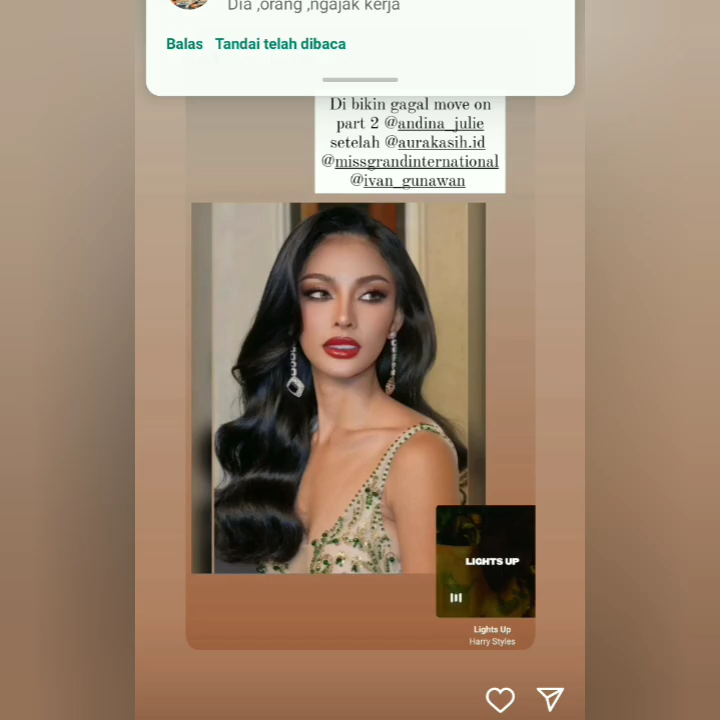 Dia ,orang ,ngajak kerja
Balas Tandai telah dibaca
Di bikin gagal move on
part 2 @andina_julie
setelah @aurakasih.id
@missgrandinternational
@ivan_gunawan
LIGHTS UP
Lights Up
Harry Styles